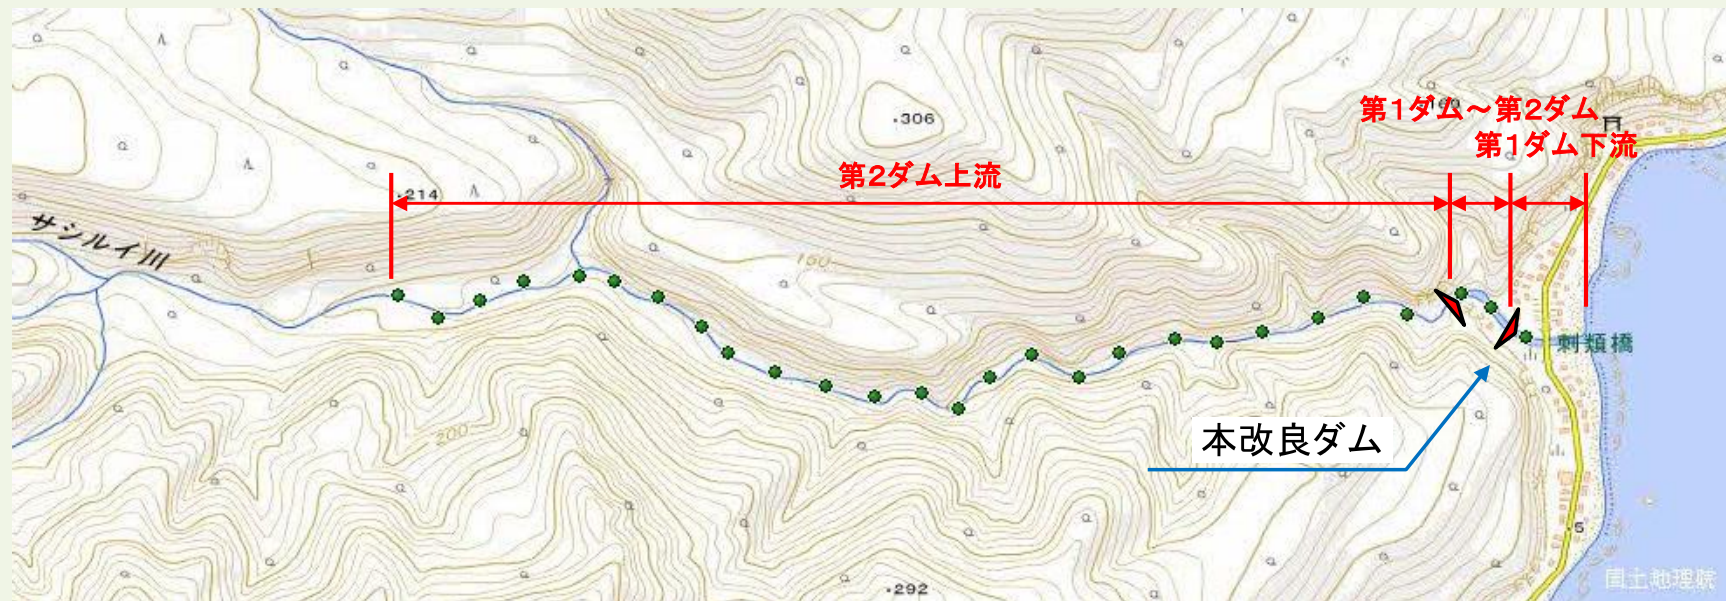 ・306
第1ダム～第2ダム
第1ダム下流
第2ダム上流
・214
サシルイ川
150
刺類橋
本改良ダム
200
・5
・292
国土地理院